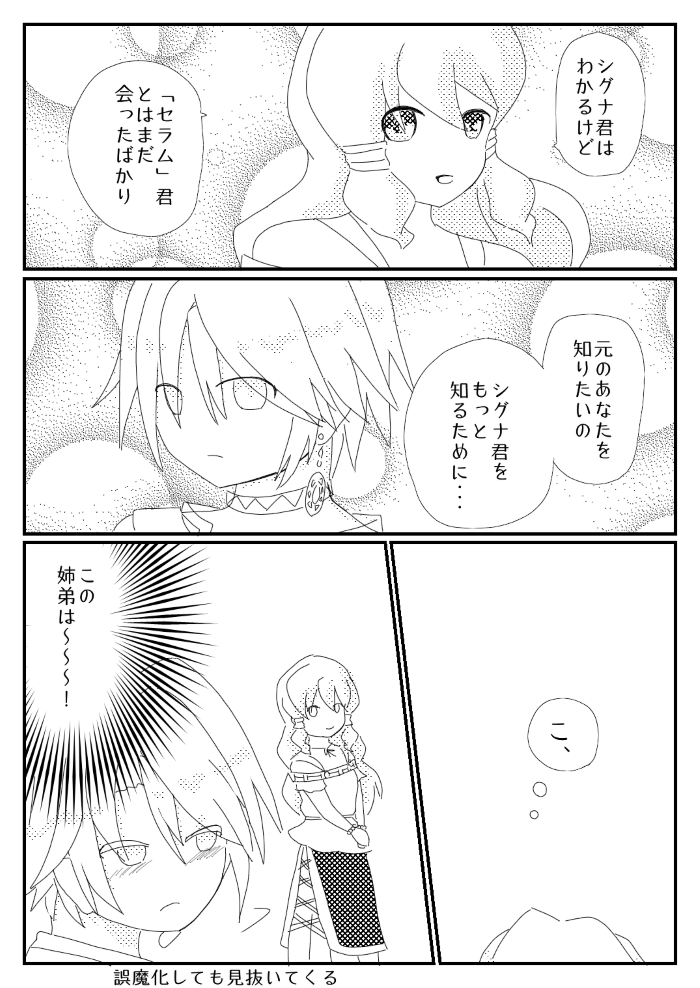 シグナ君は
わかるけど
「セラム」君
とはまだ
会ったばかり
元のあなたを
知りたいの
シグナ君を
もっと
知るために・・・
こ、
この
姉弟は～～～！
誤魔化しても見抜いてくる